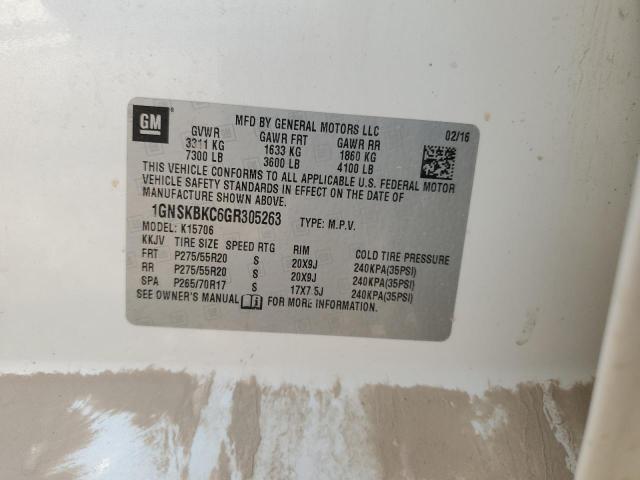 GM
MFD BY GENERAL MOTORS LLC 02/16
GVWR GAWR FRT GAWR RR
3311 KG 1633 KG 1860 KG
7300 LB 3600 LB 4100 LB
THIS VEHICLE CONFORMS TO ALL APPLICABLE U.S. FEDERAL MOTOR
VEHICLE SAFETY STANDARDS IN EFFECT ON THE DATE OF
MANUFACTURE SHOWN ABOVE.
1GNSKBKC6GR305263 TYPE: M.P.V.
MODEL: K15706
KKJV TIRE SIZE SPEED RTG RIM COLD TIRE PRESSURE
FRT P275/55R20 S 20X9J 240KPA(35PSI)
RR P275/55R20 S 20X9J 240KPA(35PSI)
SPA P265/70R17 S 17X7.5J 240KPA(35PSI)
SEE OWNER'S MANUAL FOR MORE INFORMATION.